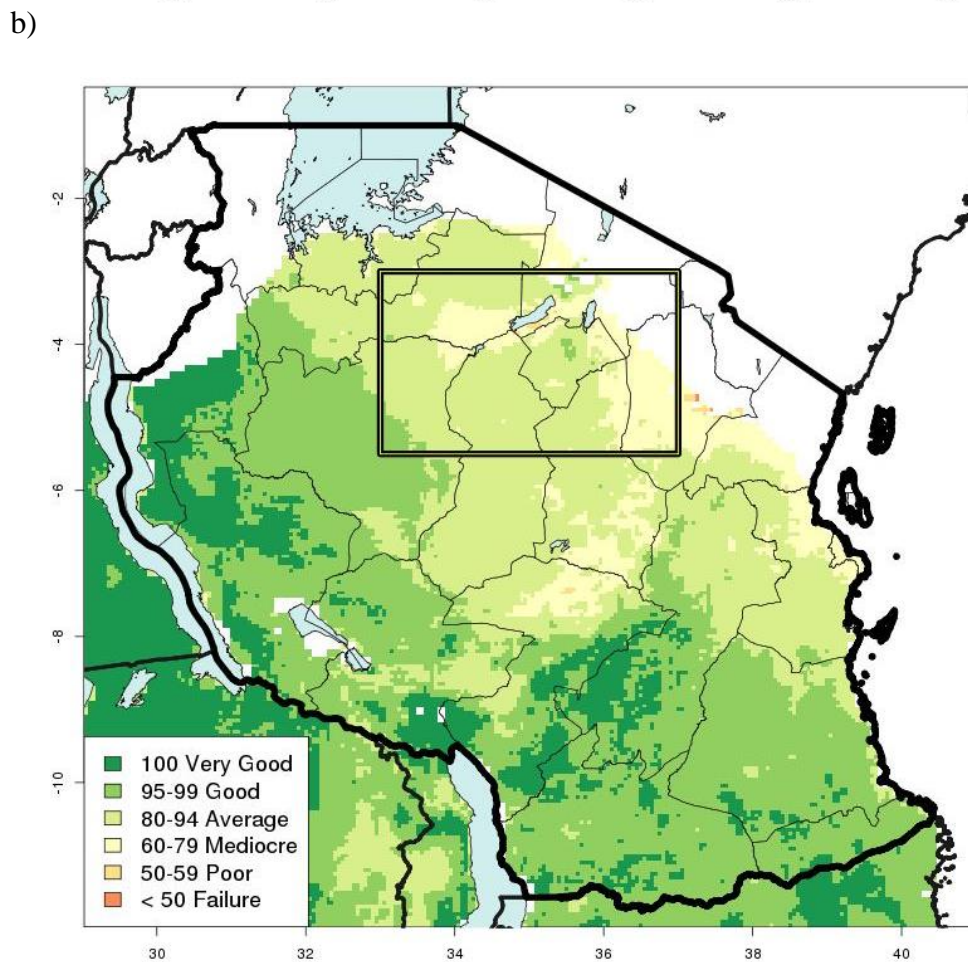 b)
-2
-4
-6
-8
-10
100 Very Good
95-99 Good
80-94 Average
60-79 Mediocre
50-59 Poor
< 50 Failure
30 32 34 36 38 40